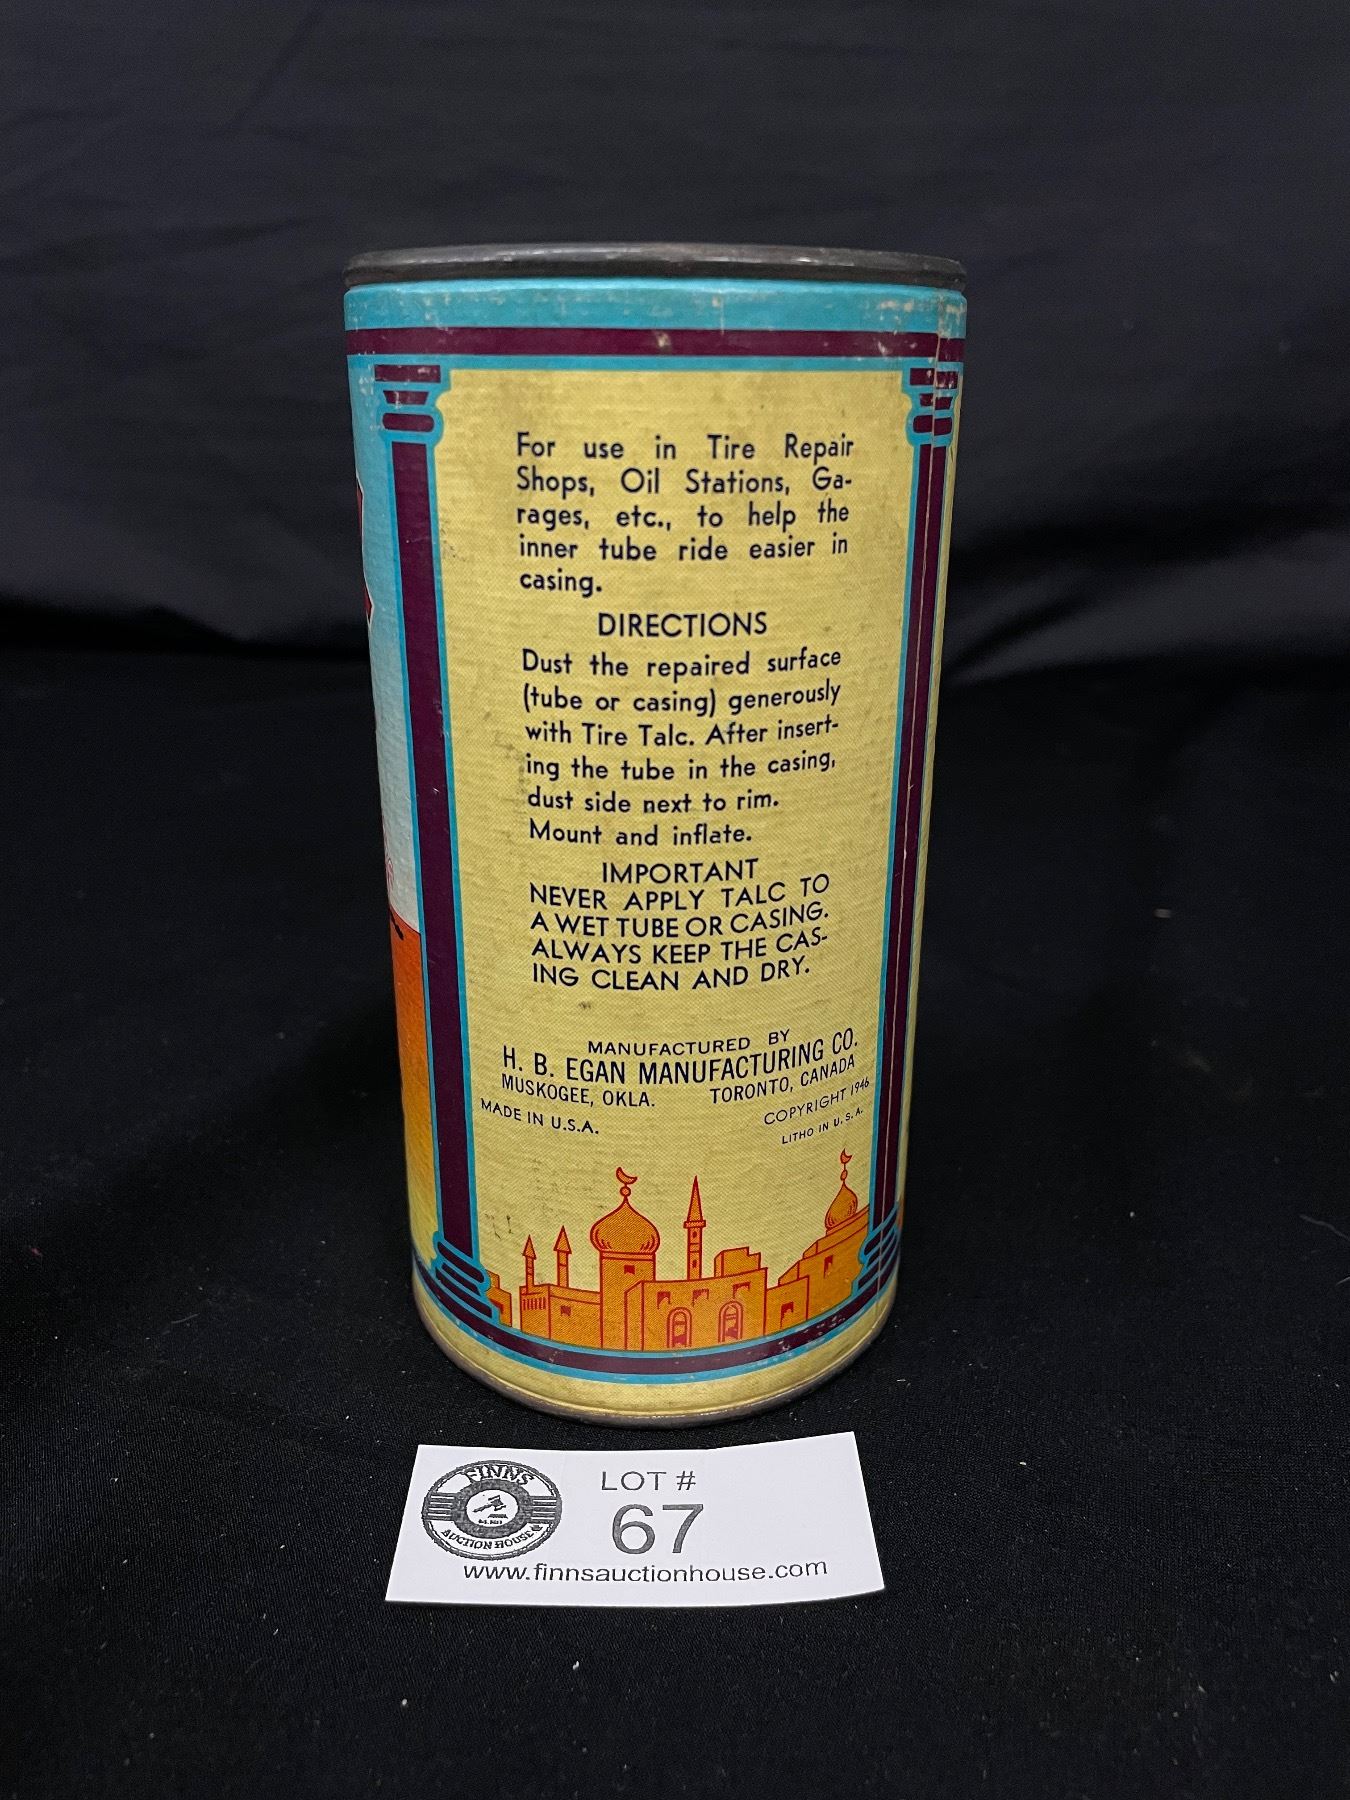 For use in Tire Repair
Shops, Oil Stations, Ga-
rages, etc., to help the
inner tube ride easier in
casing.
DIRECTIONS
Dust the repaired surface
(tube or casing) generously
with Tire Talc. After insert-
ing the tube in the casing,
dust side next to rim.
Mount and inflate.
IMPORTANT
NEVER APPLY TALC TO
A WET TUBE OR CASING.
ALWAYS KEEP THE CAS-
ING CLEAN AND DRY.
MANUFACTURED BY
H. B. EGAN MANUFACTURING CO.
MUSKOGEE, OKLA. TORONTO, CANADA
MADE IN U.S.A. COPYRIGHT 1946
LITHO IN U.S.A.
FINNS
AUCTION HOUSE
LOT #
67
www.finnsauctionhouse.com